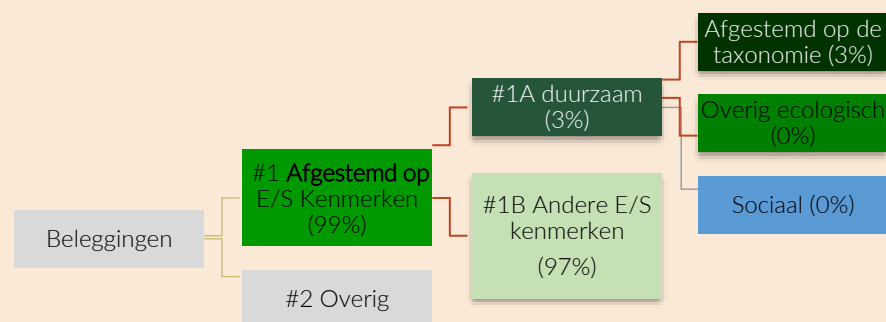 Beleggingen
#1 Afgestemd op
E/S Kenmerken
(99%)
#2 Overig
#1A duurzaam
(3%)
#1B Andere E/S
kenmerken
(97%)
Afgestemd op de
taxonomie (3%)
Overig ecologisch
(0%)
Sociaal (0%)